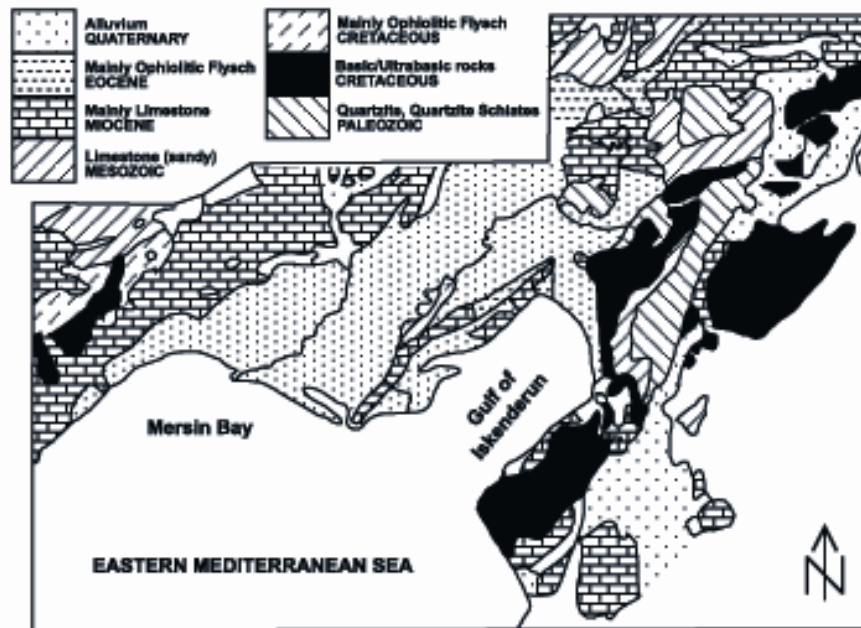 Alluvium
QUATERNARY
Mainly Ophiolitic Flysch
EOCENE
Mainly Limestone
MIOCENE
Limestone (sandy)
MESOZOIC
Mainly Ophiolitic Flysch
CRETACEOUS
Basic/Ultrabasic rocks
CRETACEOUS
Quartzite, Quartzite Schistes
PALEOZOIC
Mersin Bay
Gulf of
Iskenderun
EASTERN MEDITERRANEAN SEA
N